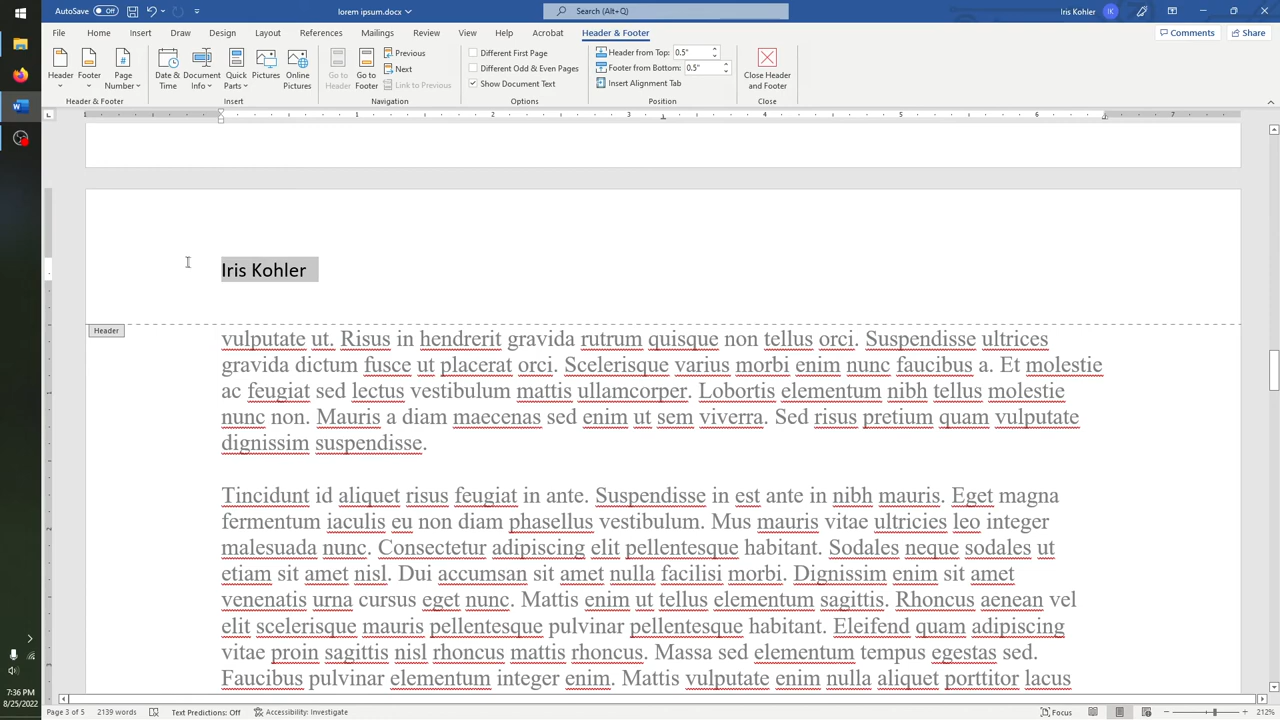 AutoSave Off lorem ipsum.docx Search (Alt+Q) Iris Kohler IK
File Home Insert Draw Design Layout References Mailings Review View Help Acrobat Header & Footer Comments Share
Header Footer Page Number Date & Time Document Info Quick Parts Pictures Online Pictures Go to Header Go to Footer Previous Next Link to Previous Different First Page Different Odd & Even Pages Show Document Text Header from Top: 0.5" Footer from Bottom: 0.5" Insert Alignment Tab Close Header and Footer
Header & Footer Insert Navigation Options Position Close
1 1 2 3 4 5 6 7
Iris Kohler
Header
vulputate ut. Risus in hendrerit gravida rutrum quisque non tellus orci. Suspendisse ultrices
gravida dictum fusce ut placerat orci. Scelerisque varius morbi enim nunc faucibus a. Et molestie
ac feugiat sed lectus vestibulum mattis ullamcorper. Lobortis elementum nibh tellus molestie
nunc non. Mauris a diam maecenas sed enim ut sem viverra. Sed risus pretium quam vulputate
dignissim suspendisse.
Tincidunt id aliquet risus feugiat in ante. Suspendisse in est ante in nibh mauris. Eget magna
fermentum iaculis eu non diam phasellus vestibulum. Mus mauris vitae ultricies leo integer
malesuada nunc. Consectetur adipiscing elit pellentesque habitant. Sodales neque sodales ut
etiam sit amet nisl. Dui accumsan sit amet nulla facilisi morbi. Dignissim enim sit amet
venenatis urna cursus eget nunc. Mattis enim ut tellus elementum sagittis. Rhoncus aenean vel
elit scelerisque mauris pellentesque pulvinar pellentesque habitant. Eleifend quam adipiscing
vitae proin sagittis nisl rhoncus mattis rhoncus. Massa sed elementum tempus egestas sed.
Faucibus pulvinar elementum integer enim. Mattis vulputate enim nulla aliquet porttitor lacus
7:36 PM
8/25/2022
Page 3 of 5 2139 words Text Predictions: Off Accessibility: Investigate Focus 212%